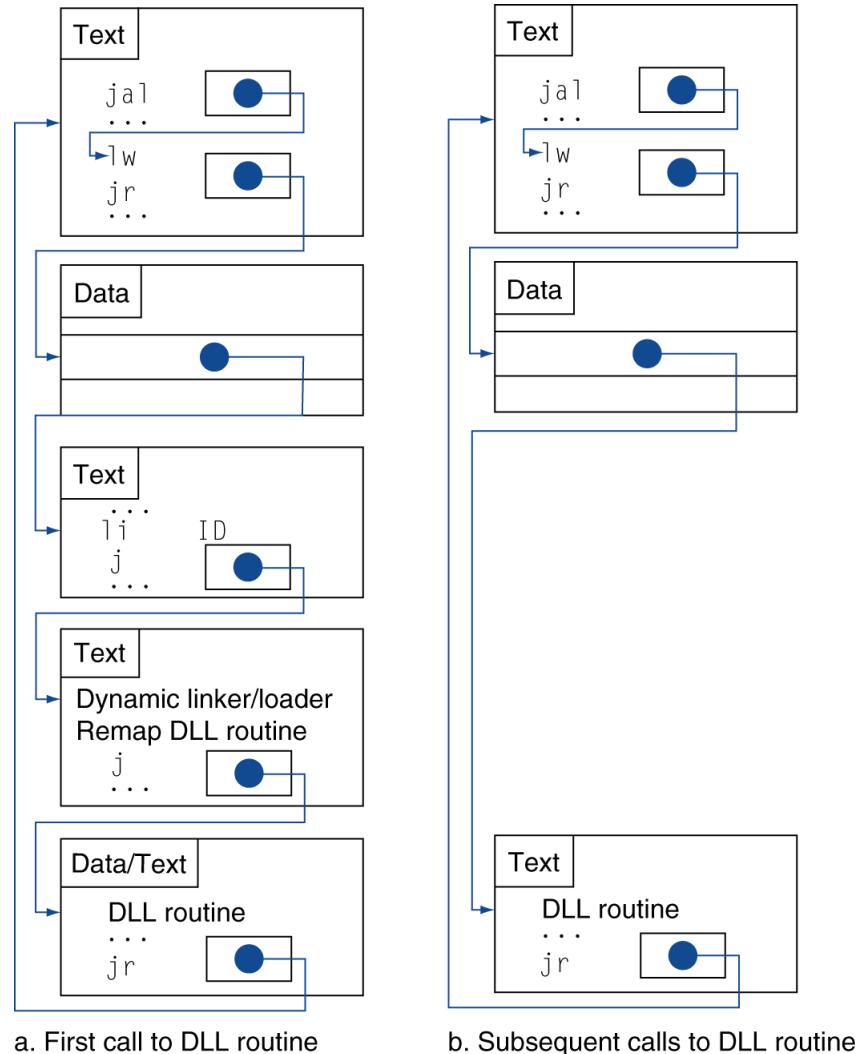 Text
jal
...
lw
jr
...
Data
Text
...
li ID
j
...
Text
Dynamic linker/loader
Remap DLL routine
j
...
Data/Text
DLL routine
...
jr
a. First call to DLL routine
Text
jal
...
lw
jr
...
Data
Text
DLL routine
...
jr
b. Subsequent calls to DLL routine